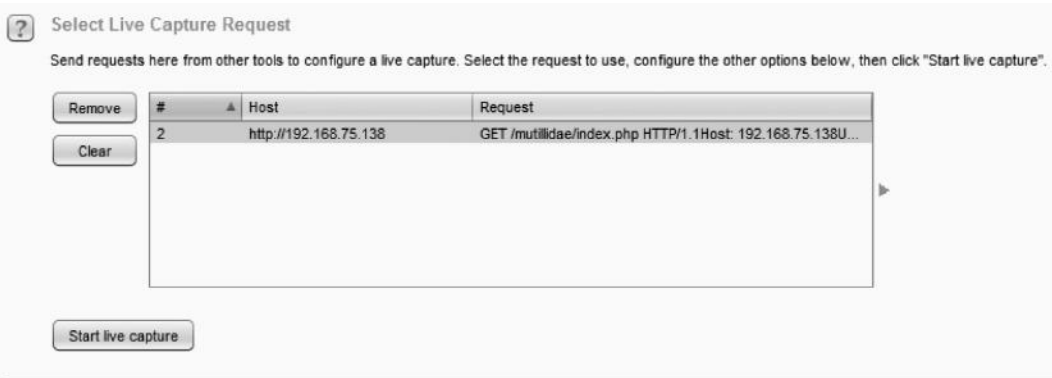 ?
Select Live Capture Request
Send requests here from other tools to configure a live capture. Select the request to use, configure the other options below, then click "Start live capture".
Remove
Clear
# Host Request
2 http://192.168.75.138 GET /mutillidae/index.php HTTP/1.1Host: 192.168.75.138U...
Start live capture